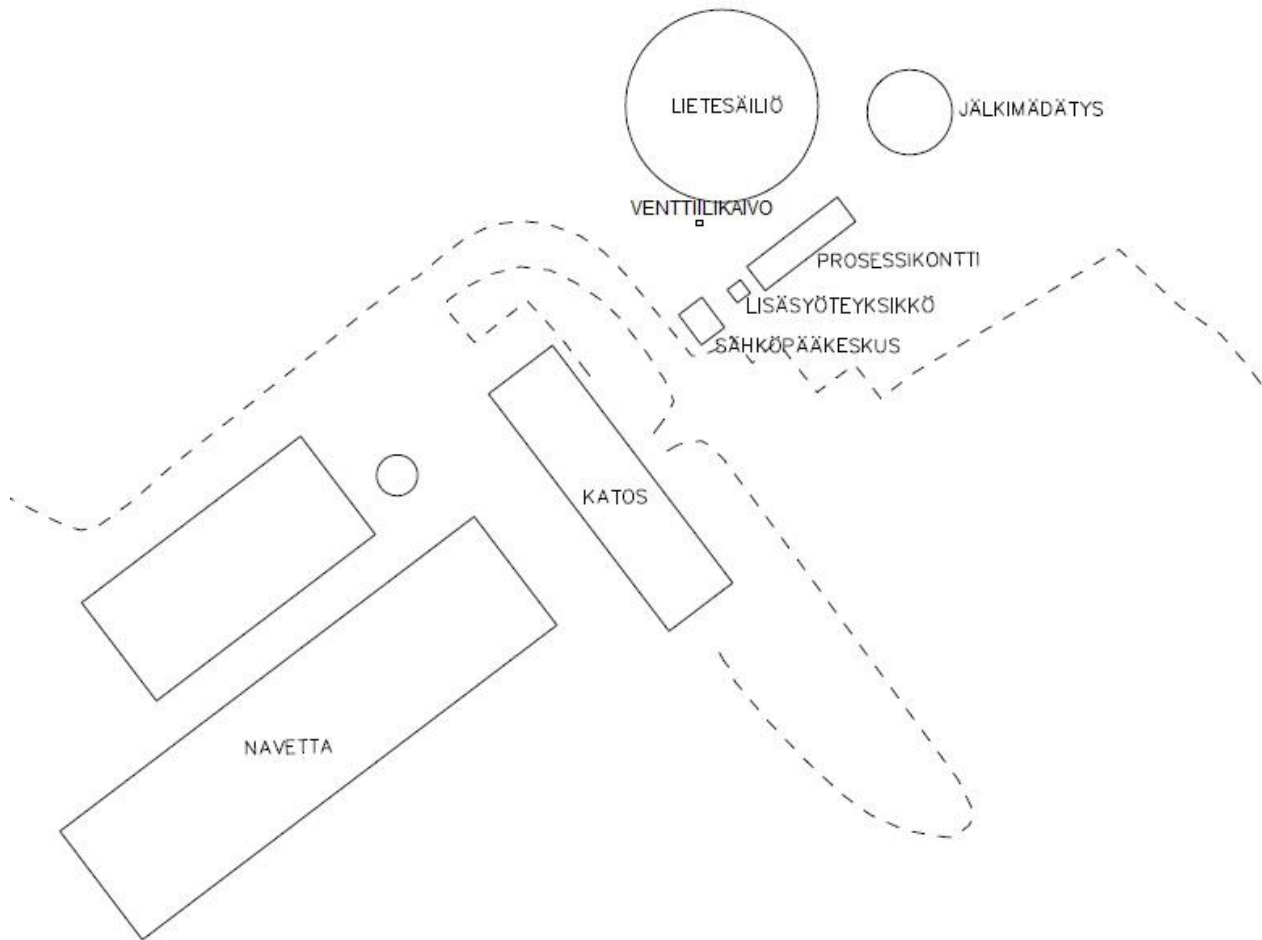 LIETESÄILIÖ
JÄLKIMÄDÄTYS
VENTTIILIKAIVO
PROSESSIKONTTI
LISÄSYÖTEYKSIKKÖ
SÄHKÖPÄÄKESKUS
KATOS
NAVETTA